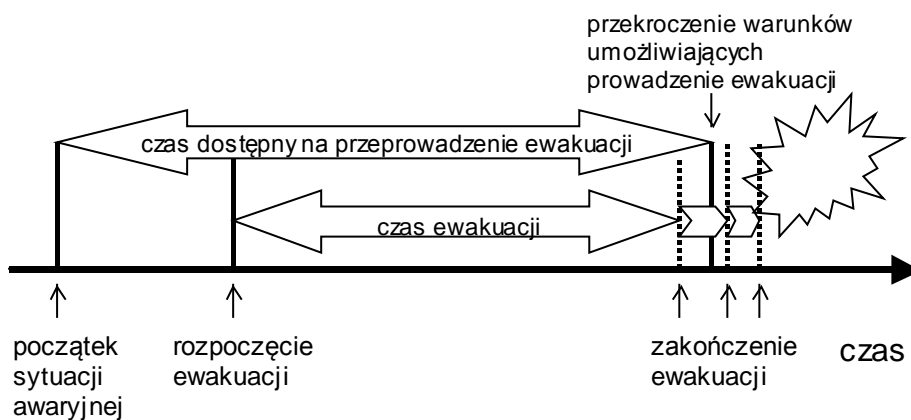 przekroczenie warunków
umożliwiających
prowadzenie ewakuacji
czas dostępny na przeprowadzenie ewakuacji
czas ewakuacji
początek
sytuacji
awaryjnej
rozpoczęcie
ewakuacji
zakończenie
ewakuacji
czas